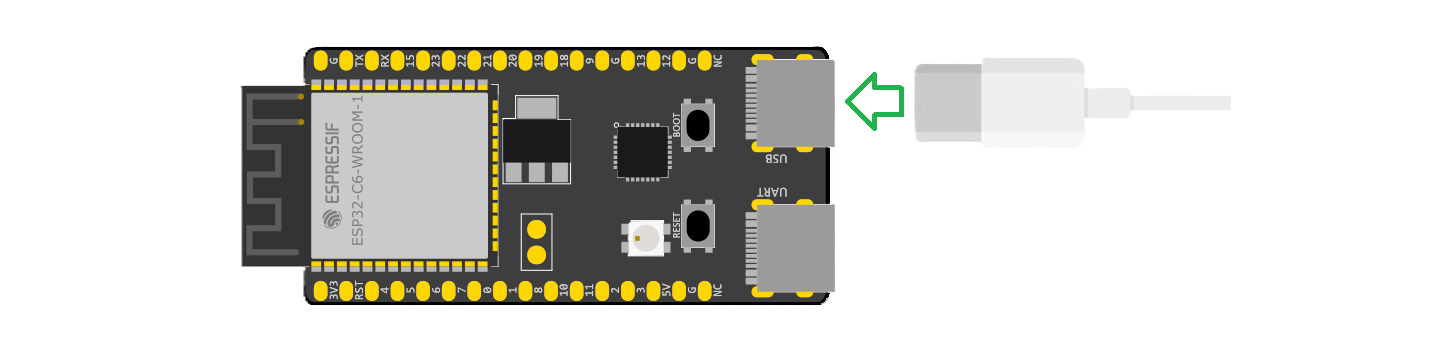 G
TX
RX
15
23
22
21
20
19
18
9
G
13
12
G
NC
ESPRESSIF
ESP32-C6-WROOM-1
BOOT
USB
UART
RESET
3V3
RST
4
5
6
7
0
1
8
10
11
2
3
5V
G
NC